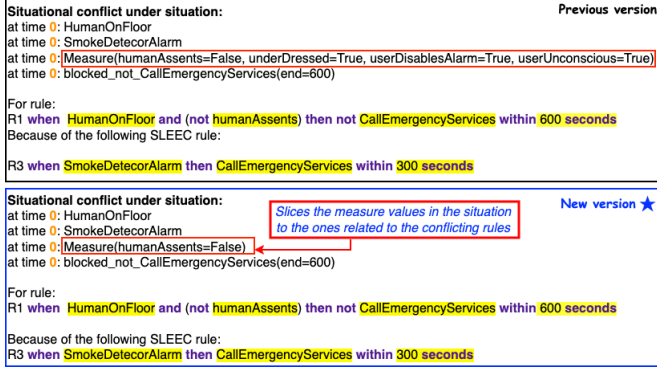 Situational conflict under situation:
Previous version
at time 0: HumanOnFloor
at time 0: SmokeDetecorAlarm
at time 0: Measure(humanAssents=False, underDressed=True, userDisablesAlarm=True, userUnconscious=True)
at time 0: blocked_not_CallEmergencyServices(end=600)
For rule:
R1 when HumanOnFloor and (not humanAssents) then not CallEmergencyServices within 600 seconds
Because of the following SLEEC rule:
R3 when SmokeDetecorAlarm then CallEmergencyServices within 300 seconds
Situational conflict under situation:
New version ★
at time 0: HumanOnFloor
at time 0: SmokeDetecorAlarm
at time 0: Measure(humanAssents=False)
at time 0: blocked_not_CallEmergencyServices(end=600)
Slices the measure values in the situation
to the ones related to the conflicting rules
For rule:
R1 when HumanOnFloor and (not humanAssents) then not CallEmergencyServices within 600 seconds
Because of the following SLEEC rule:
R3 when SmokeDetecorAlarm then CallEmergencyServices within 300 seconds